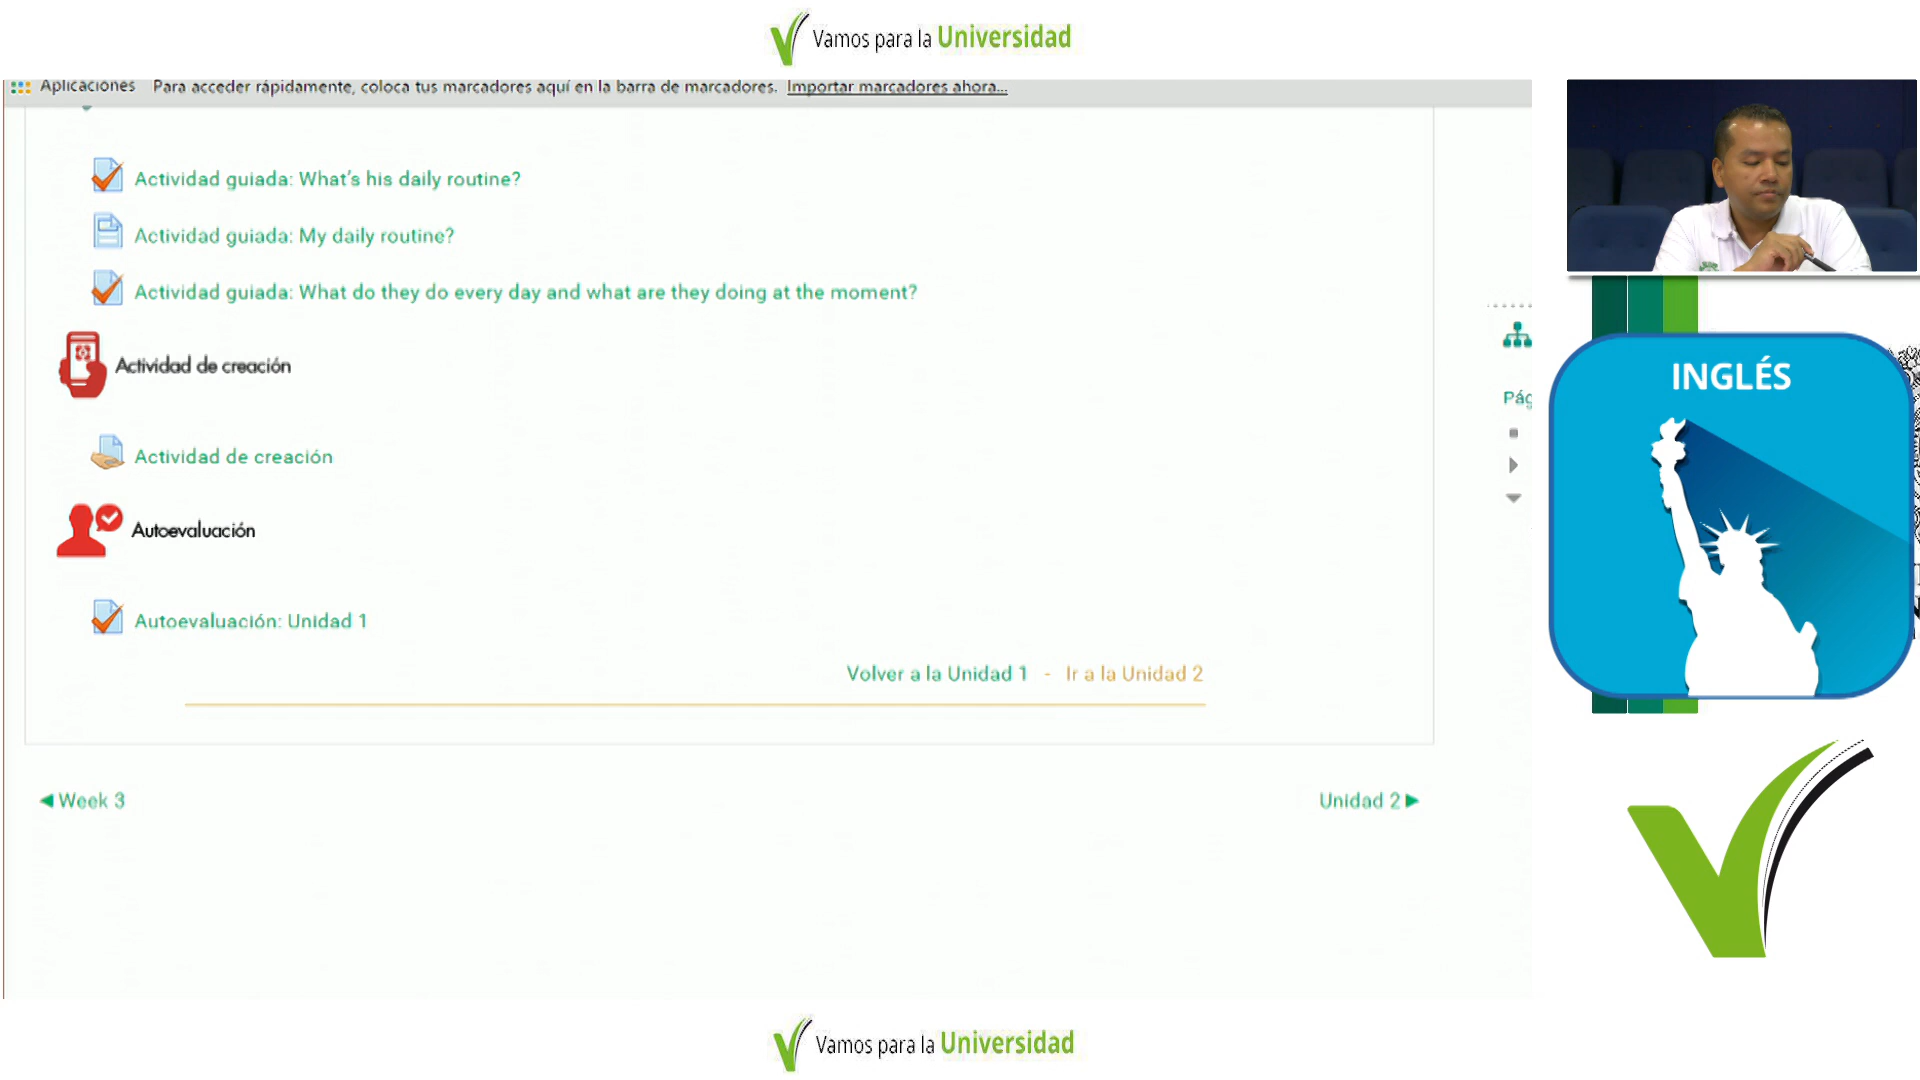 Vamos para la Universidad
Aplicaciones Para acceder rápidamente, coloca tus marcadores aquí en la barra de marcadores. Importar marcadores ahora...
Actividad guiada: What's his daily routine?
Actividad guiada: My daily routine?
Actividad guiada: What do they do every day and what are they doing at the moment?
Actividad de creación
Actividad de creación
Autoevaluación
Autoevaluación: Unidad 1
Volver a la Unidad 1 - Ir a la Unidad 2
◀ Week 3
Unidad 2 ▶
Pág
INGLÉS
Vamos para la Universidad